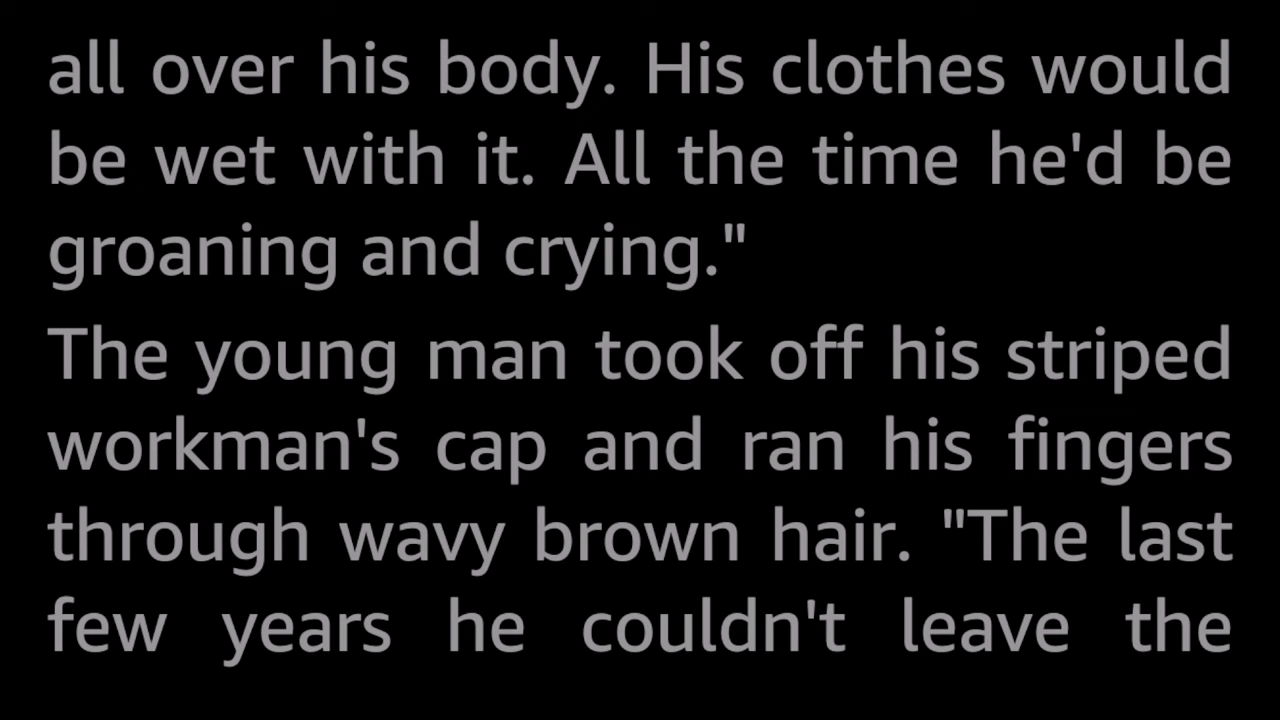 all over his body. His clothes would
be wet with it. All the time he'd be
groaning and crying."
The young man took off his striped
workman's cap and ran his fingers
through wavy brown hair. "The last
few years he couldn't leave the